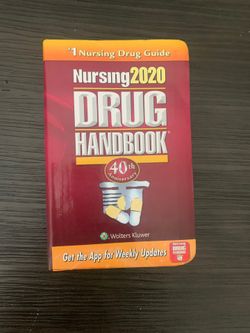 #1 Nursing Drug Guide
Nursing2020
DRUG
HANDBOOK®
40th
Anniversary
Wolters Kluwer
Get the App for Weekly Updates